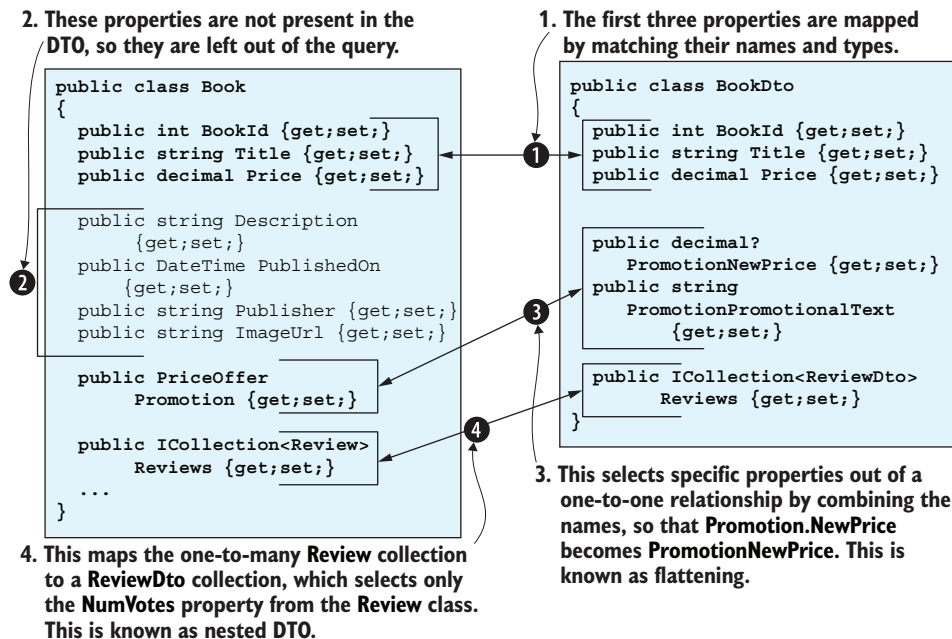 2. These properties are not present in the
DTO, so they are left out of the query.
1. The first three properties are mapped
by matching their names and types.
public class Book
{
public int BookId {get;set;}
public string Title {get;set;}
public decimal Price {get;set;}
public string Description
{get;set;}
public DateTime PublishedOn
{get;set;}
public string Publisher {get;set;}
public string ImageUrl {get;set;}
public PriceOffer
Promotion {get;set;}
public ICollection<Review>
Reviews {get;set;}
...
}
1
2
3
4
public class BookDto
{
public int BookId {get;set;}
public string Title {get;set;}
public decimal Price {get;set;}
public decimal?
PromotionNewPrice {get;set;}
public string
PromotionPromotionalText
{get;set;}
public ICollection<ReviewDto>
Reviews {get;set;}
}
3. This selects specific properties out of a
one-to-one relationship by combining the
names, so that Promotion.NewPrice
becomes PromotionNewPrice. This is
known as flattening.
4. This maps the one-to-many Review collection
to a ReviewDto collection, which selects only
the NumVotes property from the Review class.
This is known as nested DTO.